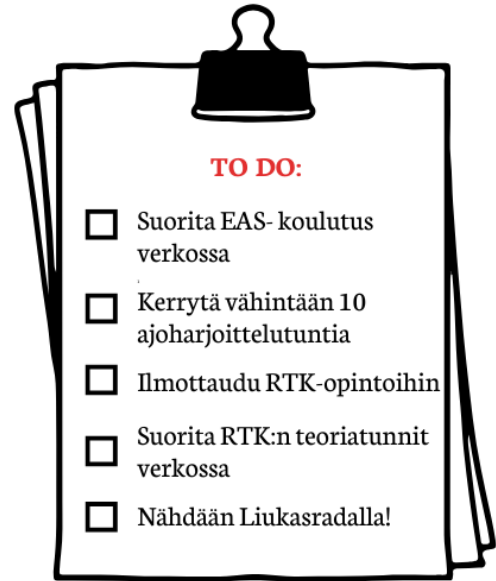 TO DO:
Suorita EAS- koulutus
verkossa
Kerrytä vähintään 10
ajoharjoittelutuntia
Ilmottaudu RTK-opintoihin
Suorita RTK:n teoriatunnit
verkossa
Nähdään Liukasradalla!